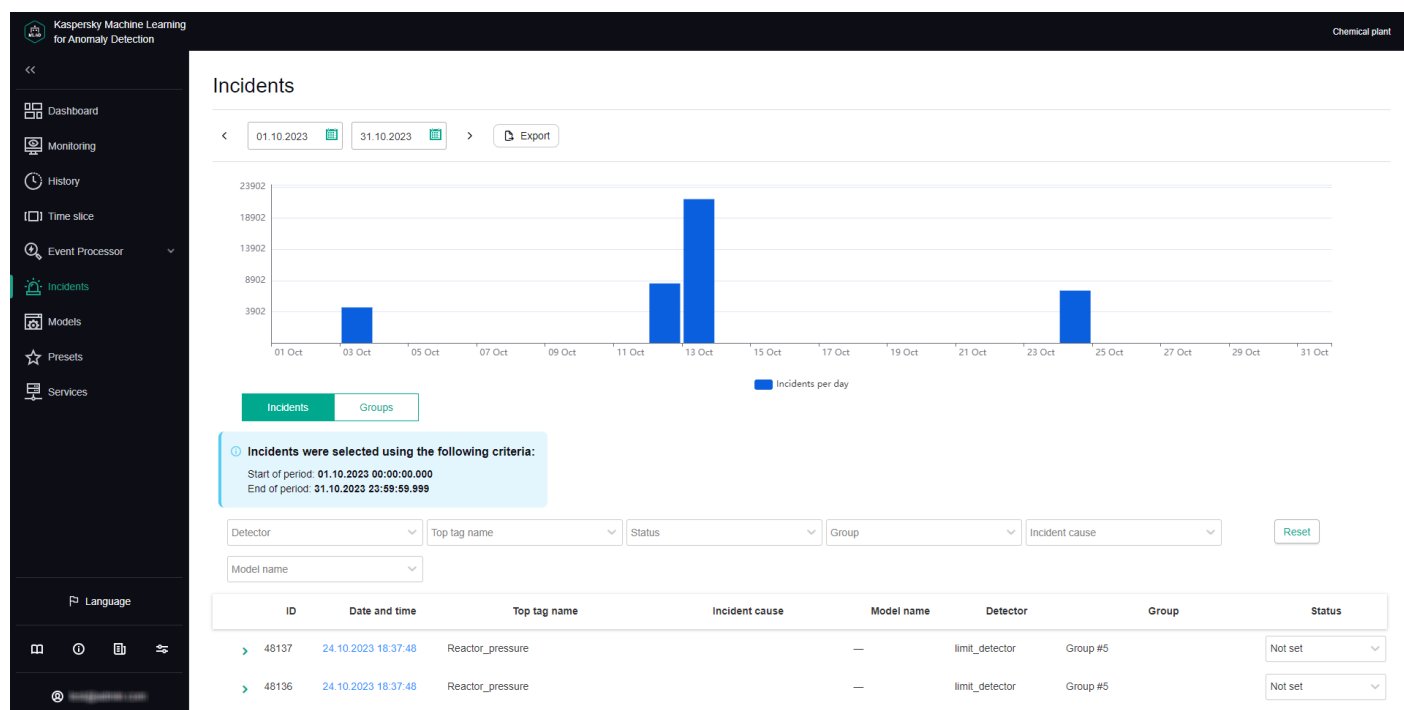 Kaspersky Machine Learning
for Anomaly Detection
Chemical plant
Dashboard
Monitoring
History
Time slice
Event Processor
Incidents
Models
Presets
Services
Language
Incidents
01.10.2023
31.10.2023
Export
23902
18902
13902
8902
3902
01 Oct 03 Oct 05 Oct 07 Oct 09 Oct 11 Oct 13 Oct 15 Oct 17 Oct 19 Oct 21 Oct 23 Oct 25 Oct 27 Oct 29 Oct 31 Oct
Incidents per day
Incidents Groups
Incidents were selected using the following criteria:
Start of period: 01.10.2023 00:00:00.000
End of period: 31.10.2023 23:59:59.999
Detector Top tag name Status Group Incident cause Reset
Model name
ID Date and time Top tag name Incident cause Model name Detector Group Status
48137 24.10.2023 18:37:48 Reactor_pressure — limit_detector Group #5 Not set
48136 24.10.2023 18:37:48 Reactor_pressure — limit_detector Group #5 Not set